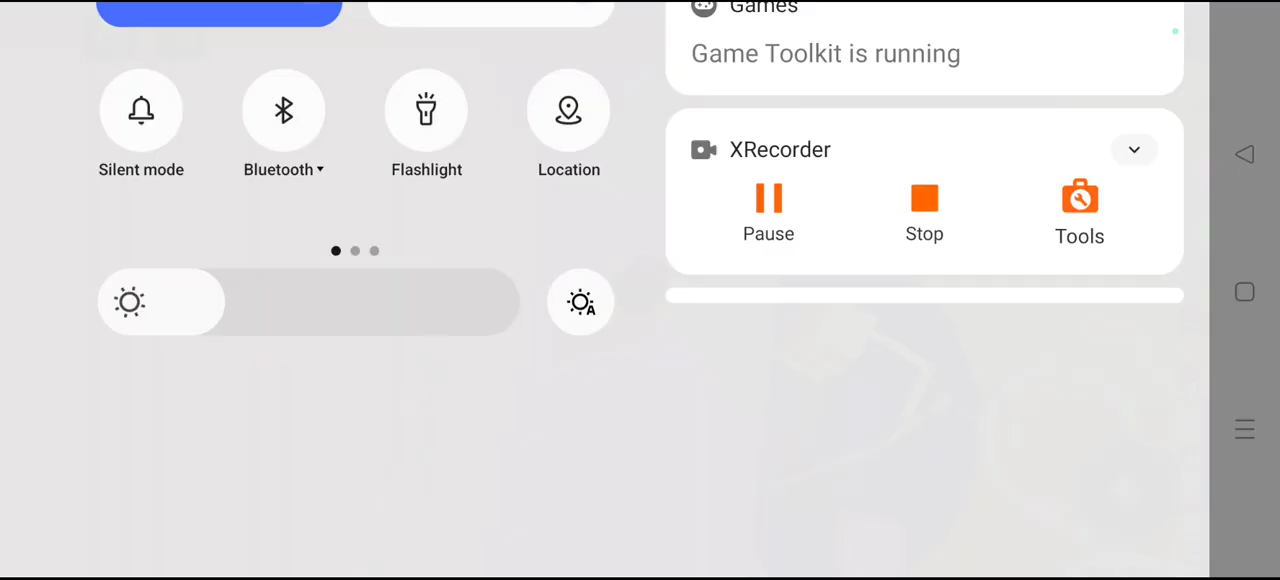 Games
Game Toolkit is running
XRecorder
Pause
Stop
Tools
Silent mode
Bluetooth
Flashlight
Location
A